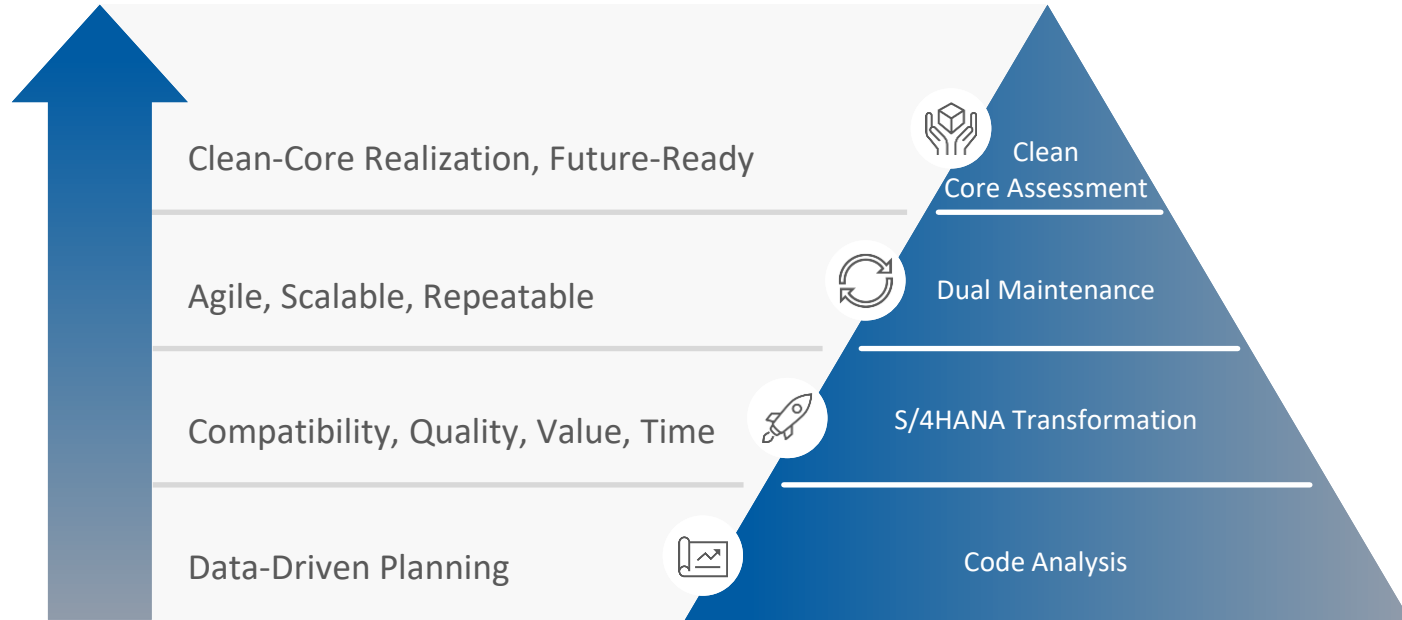 Clean-Core Realization, Future-Ready
Clean
Core Assessment
Agile, Scalable, Repeatable
Dual Maintenance
Compatibility, Quality, Value, Time
S/4HANA Transformation
Data-Driven Planning
Code Analysis